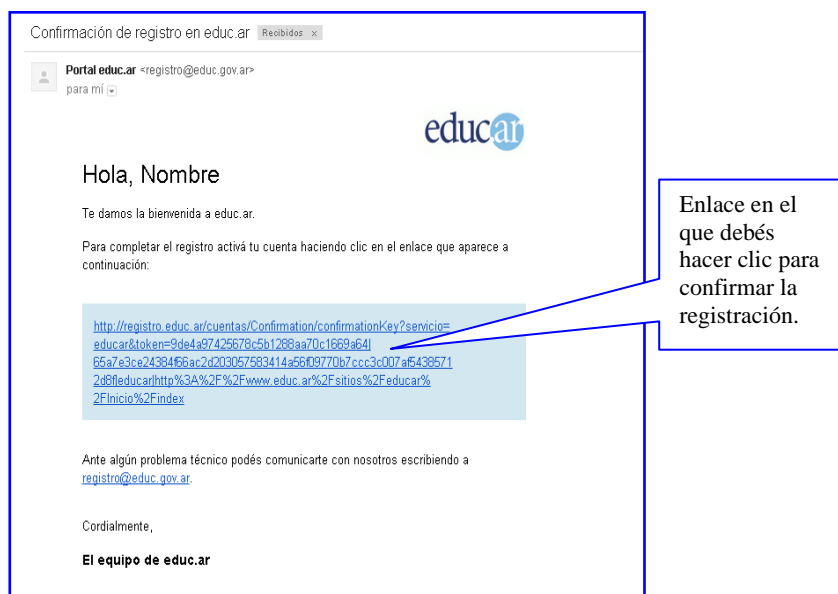 Confirmación de registro en educ.ar Recibidos x
Portal educ.ar <registro@educ.gov.ar>
para mí
educar
Hola, Nombre
Te damos la bienvenida a educ.ar.
Para completar el registro activá tu cuenta haciendo clic en el enlace que aparece a
continuación:
http://registro.educ.ar/cuentas/Confirmation/confirmationKey?servicio=
educar&token=9de4a97425678c5b1288aa70c1669a64|
65a7e3ce24384f66ac2d203057583414a56f09770b7ccc3c007af5438571
2d8f|educar|http%3A%2F%2Fwww.educ.ar%2Fsitios%2Feducar%
2FInicio%2Findex
Ante algún problema técnico podés comunicarte con nosotros escribiendo a
registro@educ.gov.ar.
Cordialmente,
El equipo de educ.ar
Enlace en el
que debés
hacer clic para
confirmar la
registración.